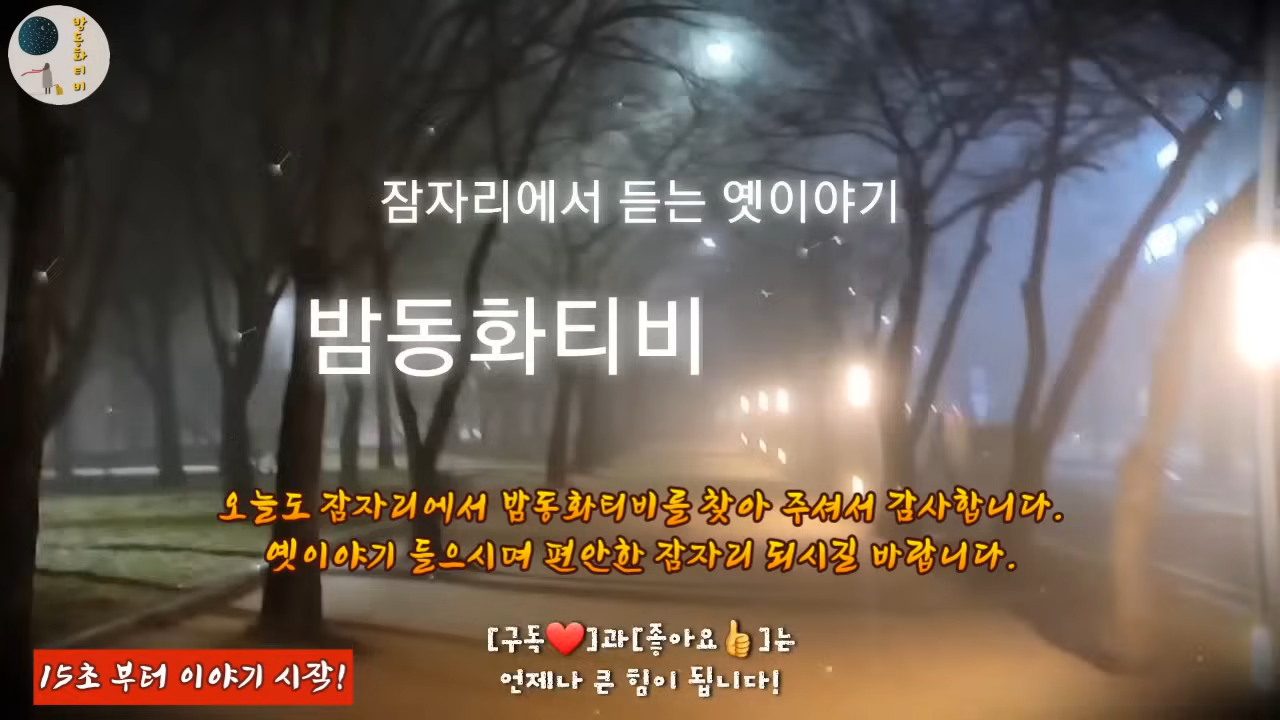 밤동화티비
잠자리에서 듣는 옛이야기
밤동화티비
오늘도 잠자리에서 밤동화티비를 찾아 주셔서 감사합니다.
옛이야기 들으시며 편안한 잠자리 되시길 바랍니다.
[구독❤️]과[좋아요👍]는
언제나 큰 힘이 됩니다!
15초 부터 이야기 시작!